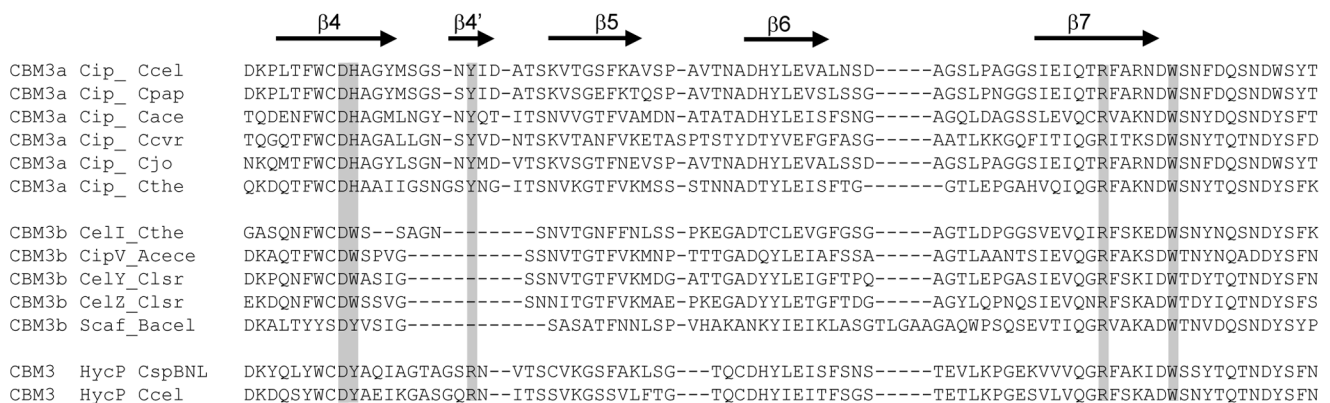 β4 β4' β5 β6 β7
CBM3a Cip_ Ccel DKPLTFWCDHAGYMSGS-NYID-ATSKVTGSFKAVSP-AVTNADHYLEVALNSD-----AGSLPAGGSIEIQTRFARNDWSNFDQSNDWSYT
CBM3a Cip_ Cpap DKPLTFWCDHAGYMSGS-SYID-ATSKVSGEFKTQSP-AVTNADHYLEVSLSSG-----AGSLPNGGSIEIQTRFARNDWSNFDQSNDWSYT
CBM3a Cip_ Cace TQDENFWCDHAGMLNGY-NYQT-ITSNVVGTFVAMDN-ATATADHYLEISFSNG-----AGQLDAGSSLEVQCRVAKNDWSNYDQSNDYSFT
CBM3a Cip_ Ccvr TQGQTFWCDHAGALLGN-SYVD-NTSKVTANFVKETASPTSTYDTYVEFGFASG-----AATLKKGQFITIQGRITKSDWSNYTQTNDYSFD
CBM3a Cip_ Cjo NKQMTFWCDHAGYLSGN-NYMD-VTSKVSGTFNEVSP-AVTNADHYLEVALSSD-----AGSLPAGGSIEIQTRFARNDWSNFDQSNDWSYT
CBM3a Cip_ Cthe QKDQTFWCDHAAIIGSNGSYNG-ITSNVKGTFVKMSS-STNNADTYLEISFTG------GTLEPGAHVQIQGRFAKNDWSNYTQSNDYSFK
CBM3b CelI_Cthe GASQNFWCDWS--SAGN--------SNVTGNFFNLSS-PKEGADTCLEVGFGSG-----AGTLDPGGSVEVQIRFSKEDWSNYNQSNDYSFK
CBM3b CipV_Acece DKAQTFWCDWSPVG---------SSNVTGTFVKMNP-TTTGADQYLEIAFSSA-----AGTLAANTSIEVQGRFAKSDWTNYNQADDYSFN
CBM3b CelY_Clsr DKPQNFWCDWASIG---------SSNVTGTFVKMDG-ATTGADYYLEIGFTPQ-----AGTLEPGASIEVQGRFSKIDWTDYTQTNDYSFN
CBM3b CelZ_Clsr EKDQNFWCDWSSVG---------SNNITGTFVKMAE-PKEGADYYLETGFTDG-----AGYLQPNQSIEVQNRFSKADWTDYIQTNDYSFS
CBM3b Scaf_Bacel DKALTYYSDYVSIG-----------SASATFNNLSP-VHAKANKYIEIKLASGTLGAAGAQWPSQSEVTIQGRVAKADWTNVDQSNDYSYP
CBM3 HycP CspBNL DKYQLYWCDYAQIAGTAGSRN--VTSCVKGSFAKLSG---TQCDHYIEISFSNS-----TEVLKPGEKVVVQGRFAKIDWSSYTQTNDYSFN
CBM3 HycP Ccel DKDQSYWCDYAEIKGASGQRN--VTSKVKGSSVLFTG---TQCDHYIEITFSGS-----TETLKPGESVLVQGRFAKNDWSNYTQTNDYSFN